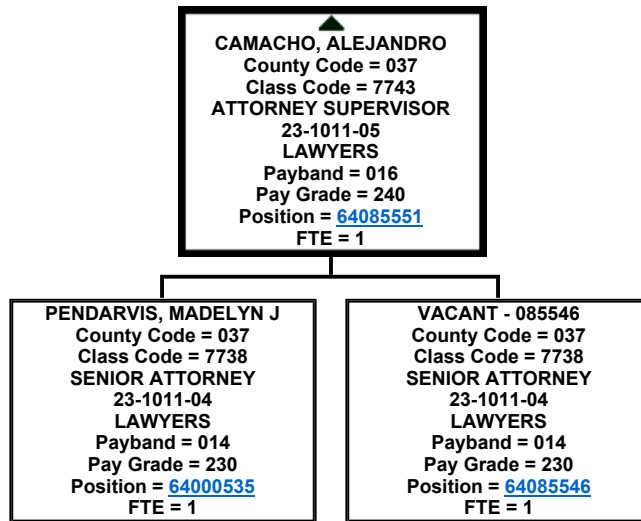 CAMACHO, ALEJANDRO
County Code = 037
Class Code = 7743
ATTORNEY SUPERVISOR
23-1011-05
LAWYERS
Payband = 016
Pay Grade = 240
Position = 64085551
FTE = 1
PENDARVIS, MADELYN J
County Code = 037
Class Code = 7738
SENIOR ATTORNEY
23-1011-04
LAWYERS
Payband = 014
Pay Grade = 230
Position = 64000535
FTE = 1
VACANT - 085546
County Code = 037
Class Code = 7738
SENIOR ATTORNEY
23-1011-04
LAWYERS
Payband = 014
Pay Grade = 230
Position = 64085546
FTE = 1